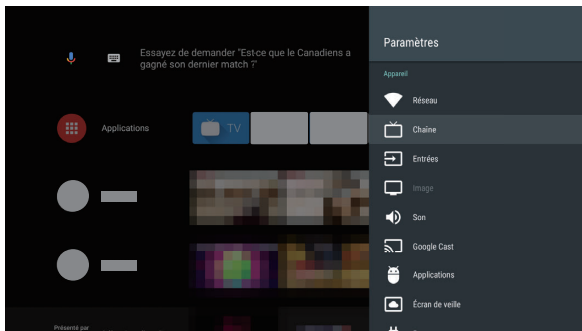 Essayez de demander "Est-ce que le Canadiens a
gagné son dernier match ?"
Applications
TV
Présenté par
Paramètres
Appareil
Réseau
Chaîne
Entrées
Image
Son
Google Cast
Applications
Écran de veille